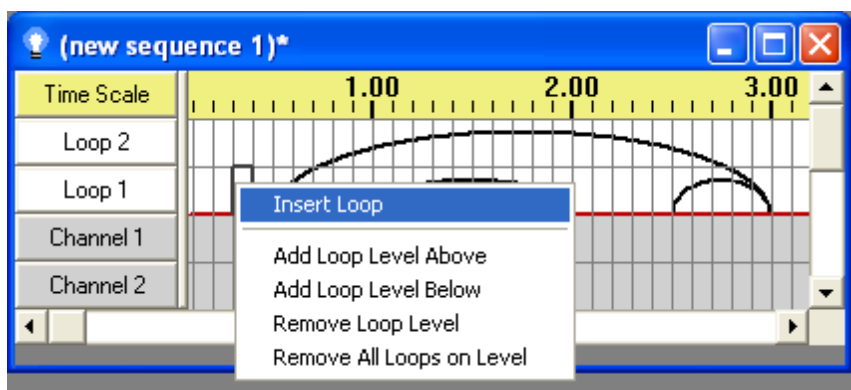 (new sequence 1)*
Time Scale
1.00 2.00 3.00
Loop 2
Loop 1
Channel 1
Channel 2
Insert Loop
Add Loop Level Above
Add Loop Level Below
Remove Loop Level
Remove All Loops on Level